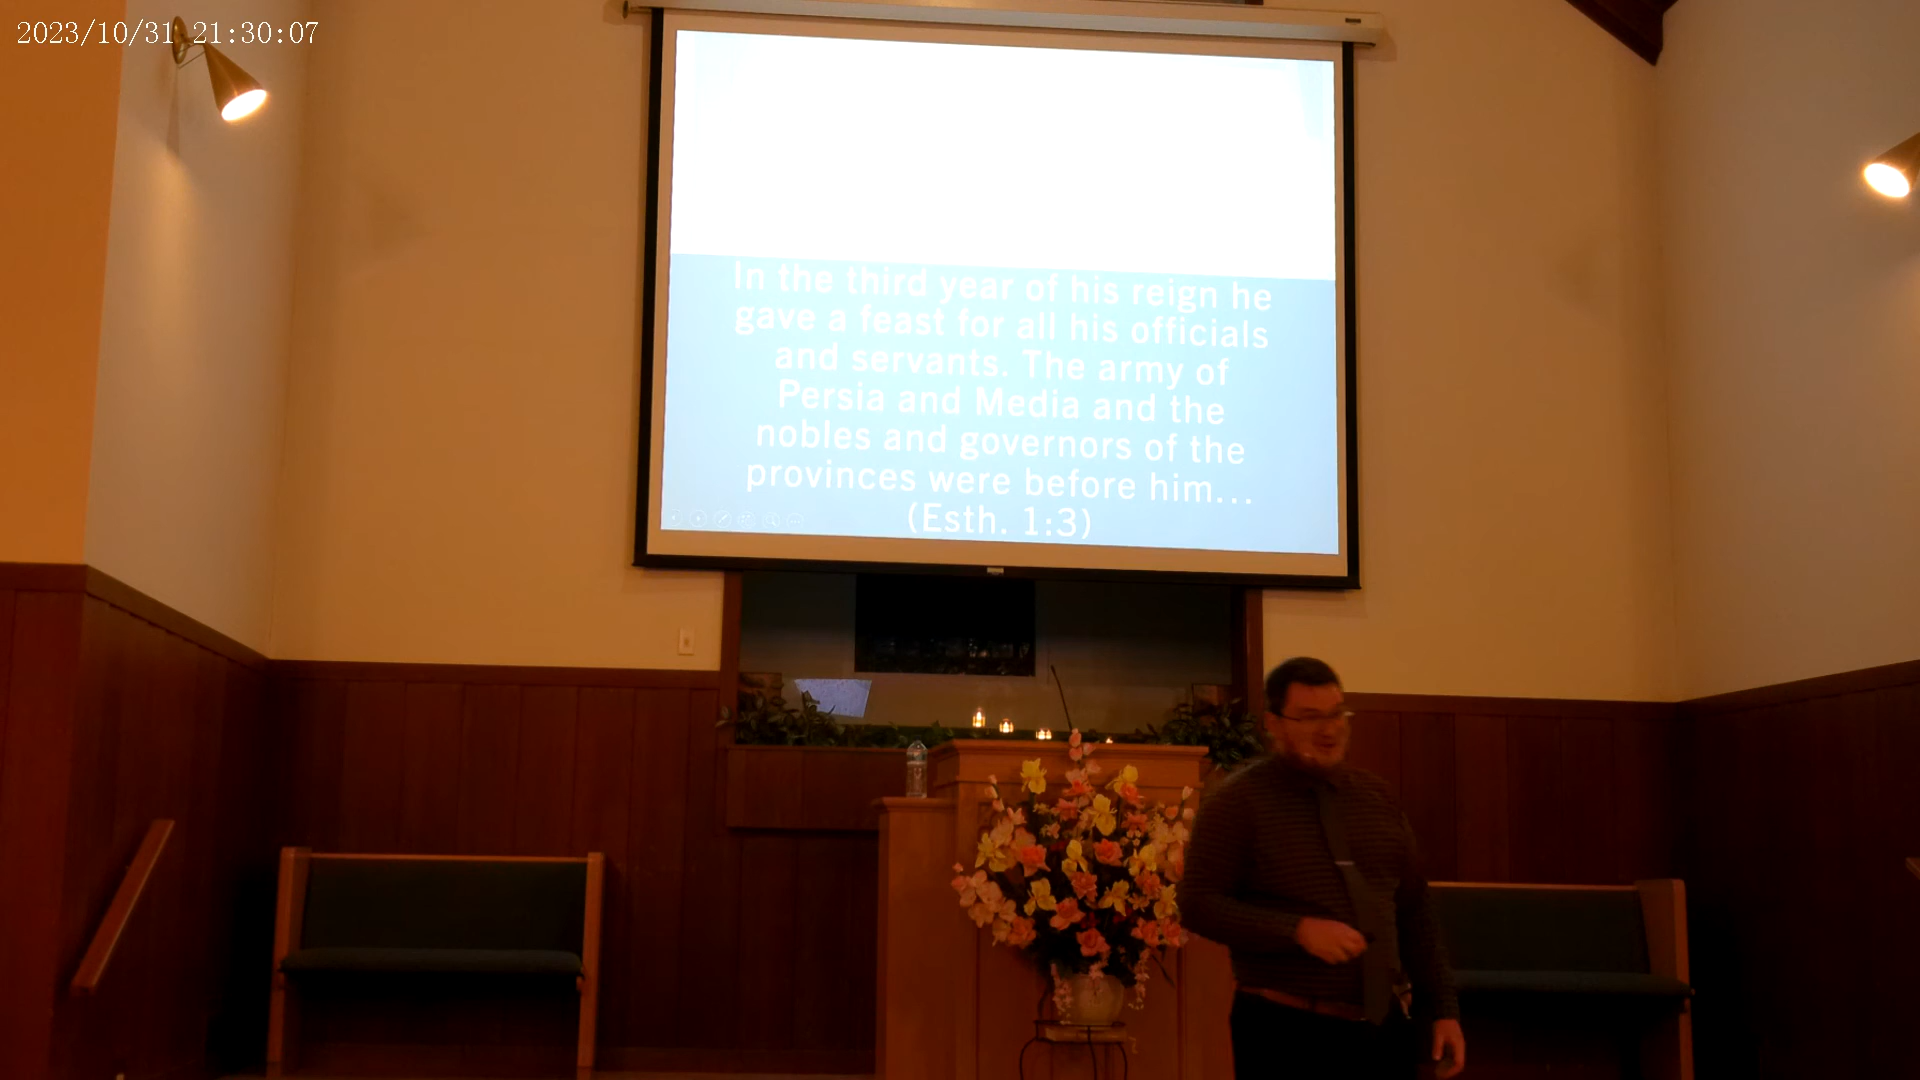 2023/10/31 21:30:07
In the third year of his reign he
gave a feast for all his officials
and servants. The army of
Persia and Media and the
nobles and governors of the
provinces were before him...
(Esth. 1:3)